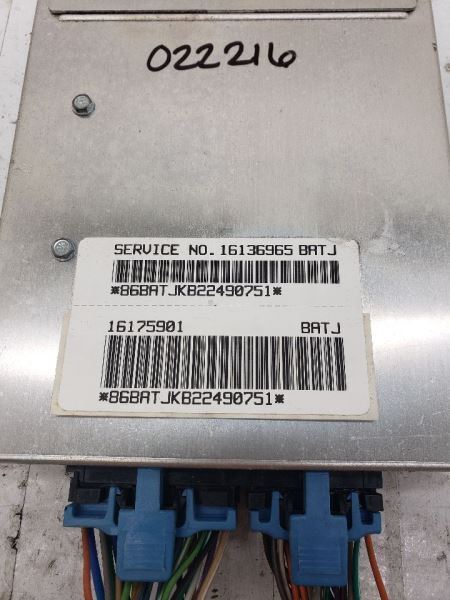 022216
SERVICE NO. 16136965 BATJ
*86BATJKB22490751*
16175901 BATJ
*86BATJKB22490751*